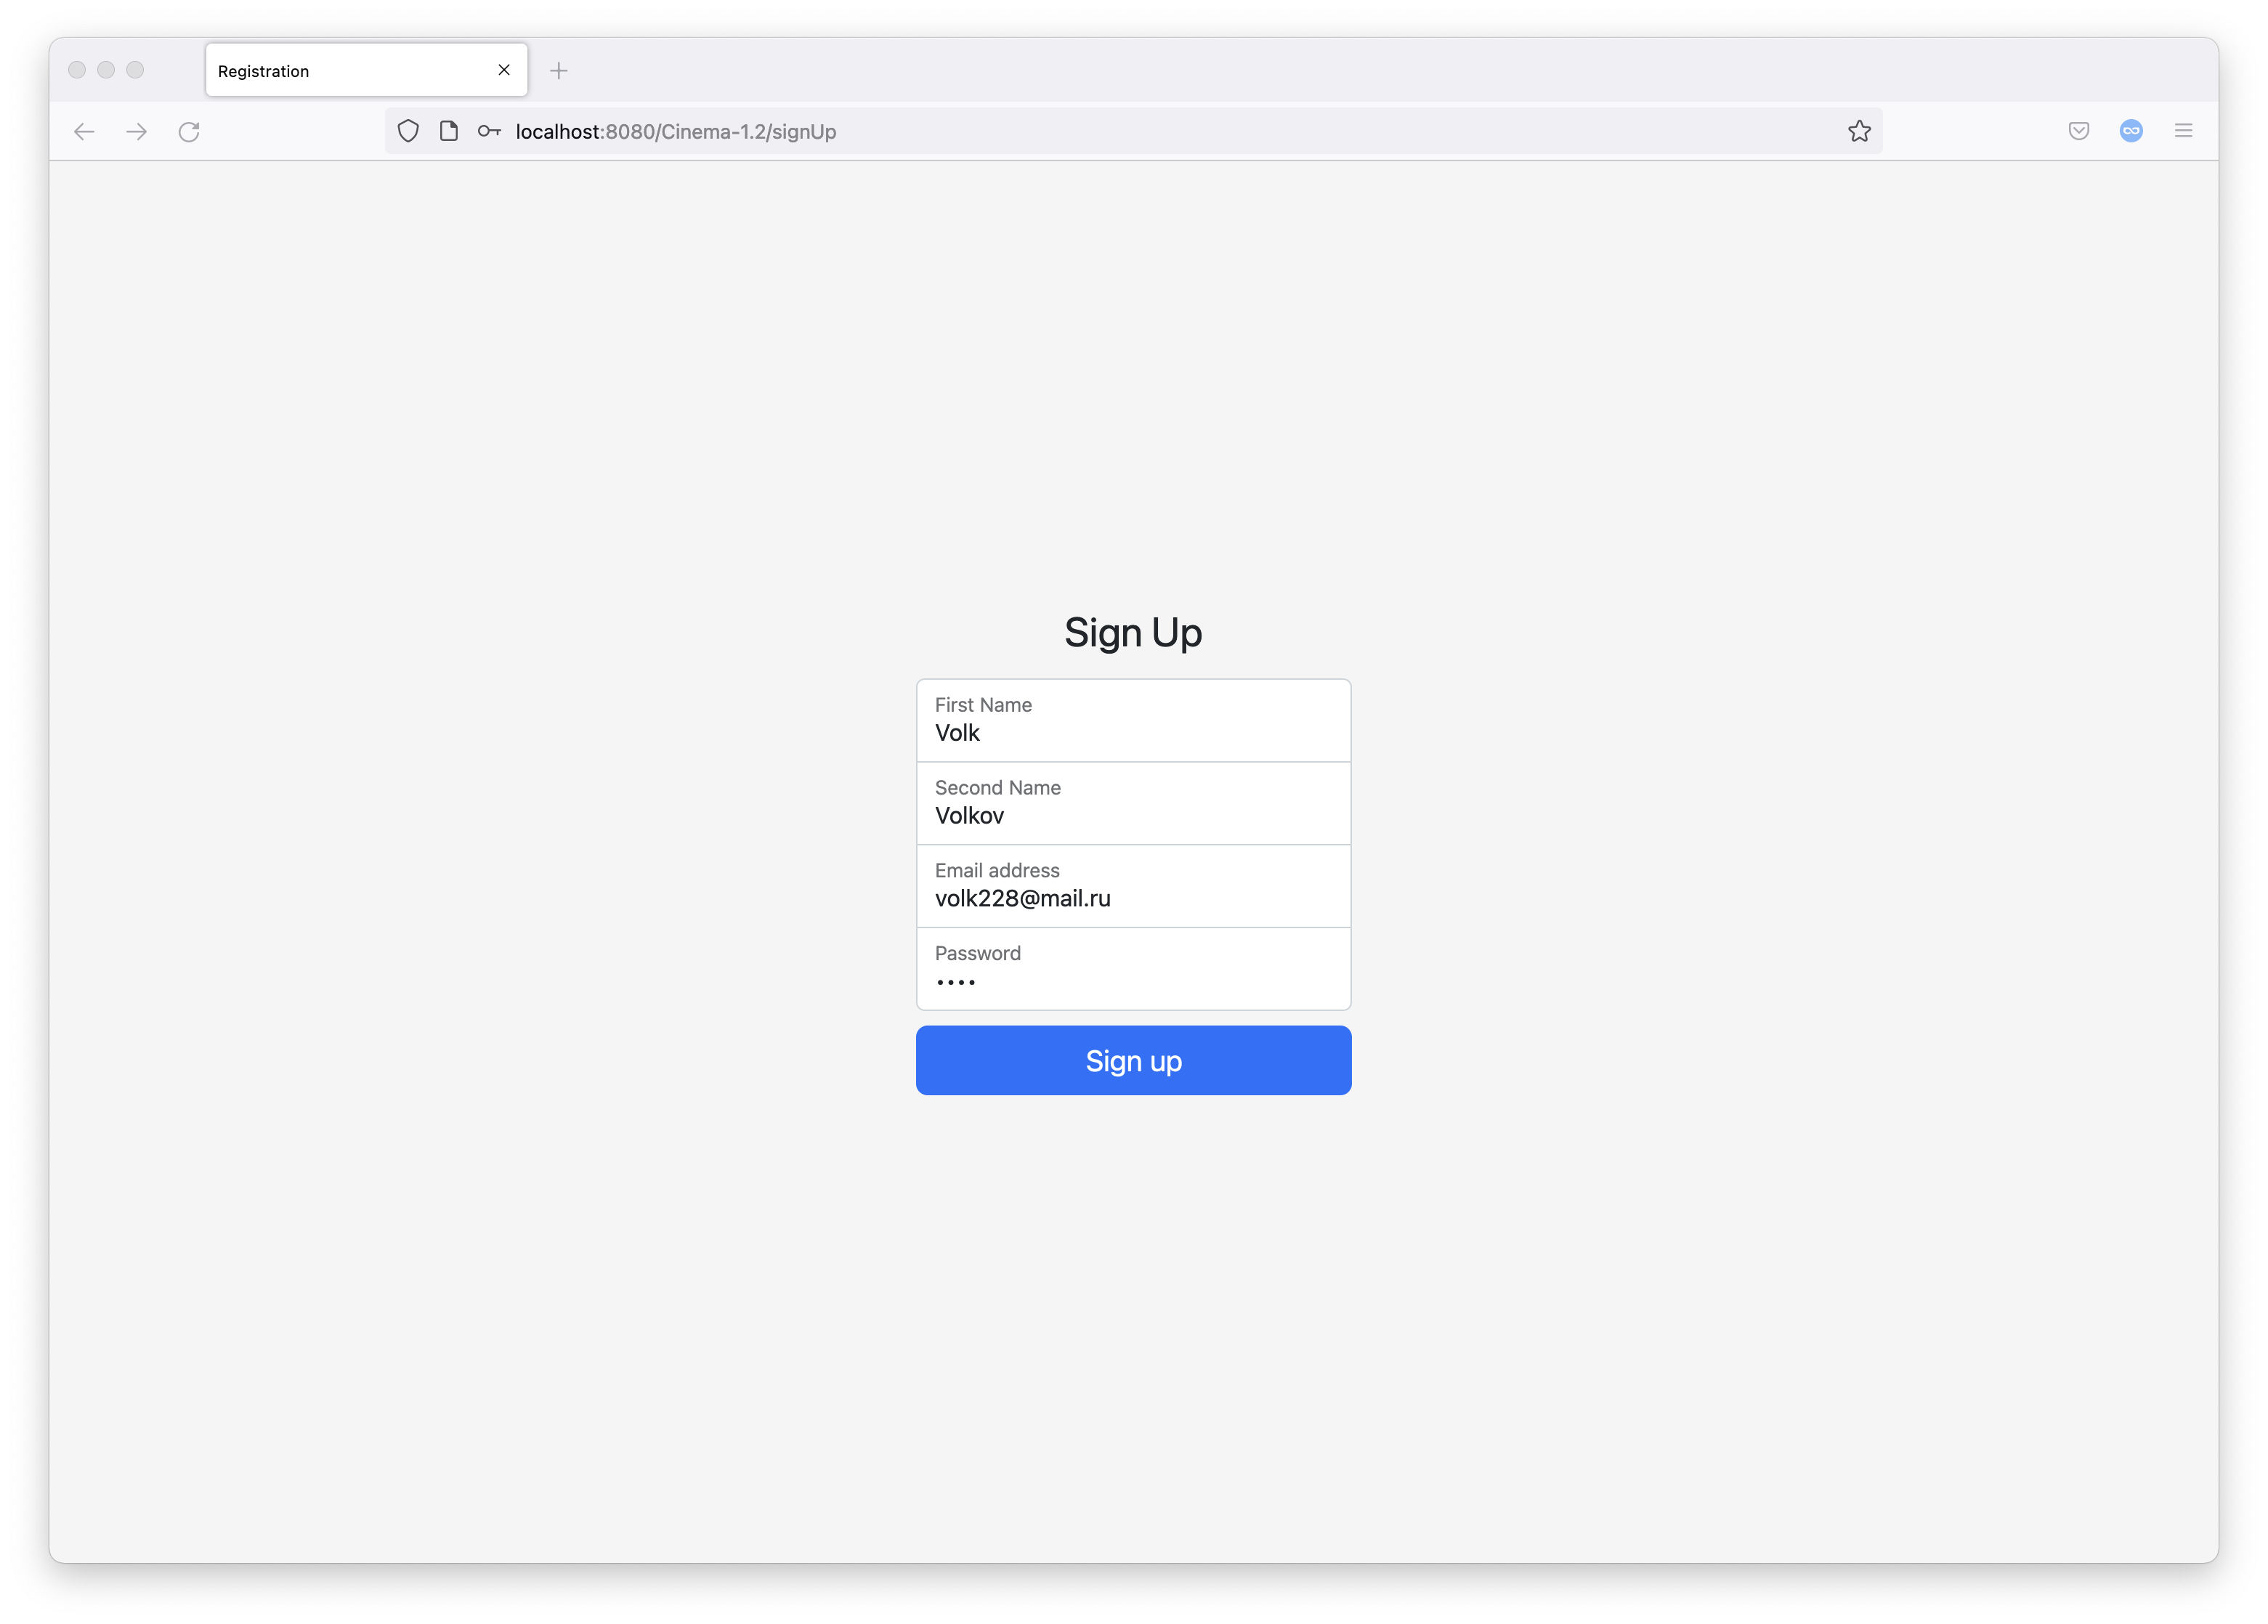 Registration
localhost:8080/Cinema-1.2/signUp
Sign Up
First Name
Volk
Second Name
Volkov
Email address
volk228@mail.ru
Password
••••
Sign up